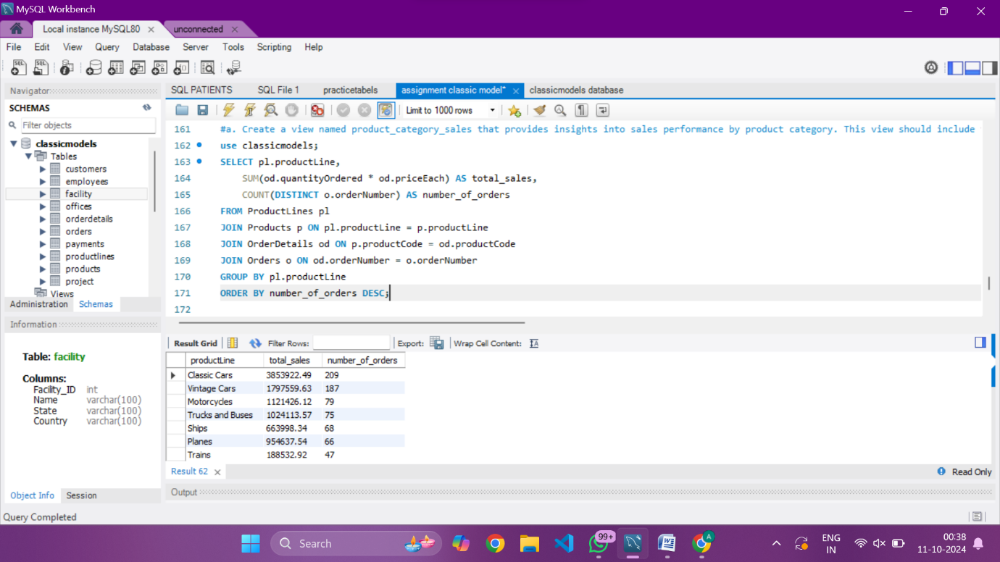 MySQL Workbench
Local instance MySQL80
unconnected
File Edit View Query Database Server Tools Scripting Help
Navigator
SCHEMAS
Filter objects
classicmodels
Tables
customers
employees
facility
offices
orderdetails
orders
payments
productlines
products
project
Views
Administration Schemas
Information
Table: facility
Columns:
Facility_ID int
Name varchar(100)
State varchar(100)
Country varchar(100)
Object Info Session
SQL PATIENTS SQL File 1 practicetabels assignment classic model* classicmodels database
Limit to 1000 rows
161 #a. Create a view named product_category_sales that provides insights into sales performance by product category. This view should include
162 use classicmodels;
163 SELECT pl.productLine,
164 SUM(od.quantityOrdered * od.priceEach) AS total_sales,
165 COUNT(DISTINCT o.orderNumber) AS number_of_orders
166 FROM ProductLines pl
167 JOIN Products p ON pl.productLine = p.productLine
168 JOIN OrderDetails od ON p.productCode = od.productCode
169 JOIN Orders o ON od.orderNumber = o.orderNumber
170 GROUP BY pl.productLine
171 ORDER BY number_of_orders DESC;
172
Result Grid Filter Rows: Export: Wrap Cell Content:
productLine total_sales number_of_orders
Classic Cars 3853922.49 209
Vintage Cars 1797559.63 187
Motorcycles 1121426.12 79
Trucks and Buses 1024113.57 75
Ships 663998.34 68
Planes 954637.54 66
Trains 188532.92 47
Result 62
Read Only
Output
Query Completed
Search
99+
A
ENG
IN
00:38
11-10-2024